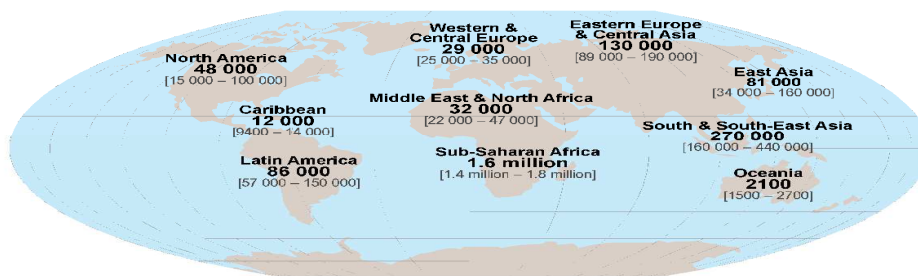 North America
48 000
[15 000 – 100 000]
Western &
Central Europe
29 000
[25 000 – 35 000]
Eastern Europe
& Central Asia
130 000
[89 000 – 190 000]
East Asia
81 000
[34 000 – 160 000]
Caribbean
12 000
[9400 – 14 000]
Middle East & North Africa
32 000
[22 000 – 47 000]
South & South-East Asia
270 000
[160 000 – 440 000]
Latin America
86 000
[57 000 – 150 000]
Sub-Saharan Africa
1.6 million
[1.4 million – 1.8 million]
Oceania
2100
[1500 – 2700]